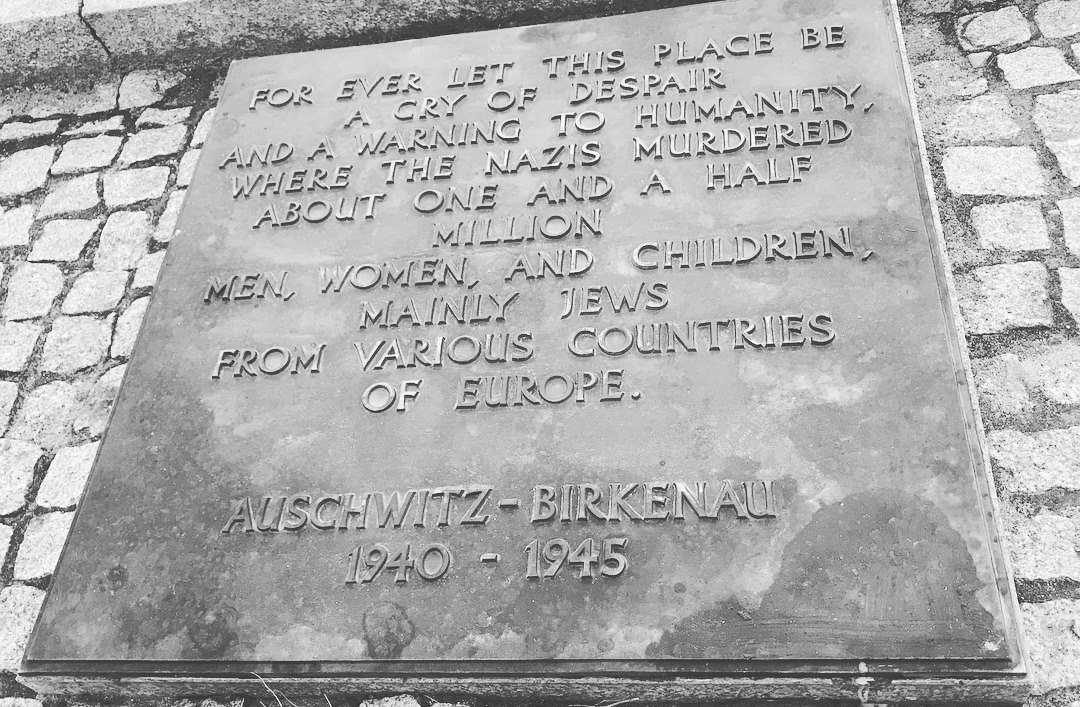 FOR EVER LET THIS PLACE BE
A CRY OF DESPAIR
AND A WARNING TO HUMANITY,
WHERE THE NAZIS MURDERED
ABOUT ONE AND A HALF
MILLION
MEN, WOMEN, AND CHILDREN,
MAINLY JEWS
FROM VARIOUS COUNTRIES
OF EUROPE.
AUSCHWITZ - BIRKENAU
1940 - 1945